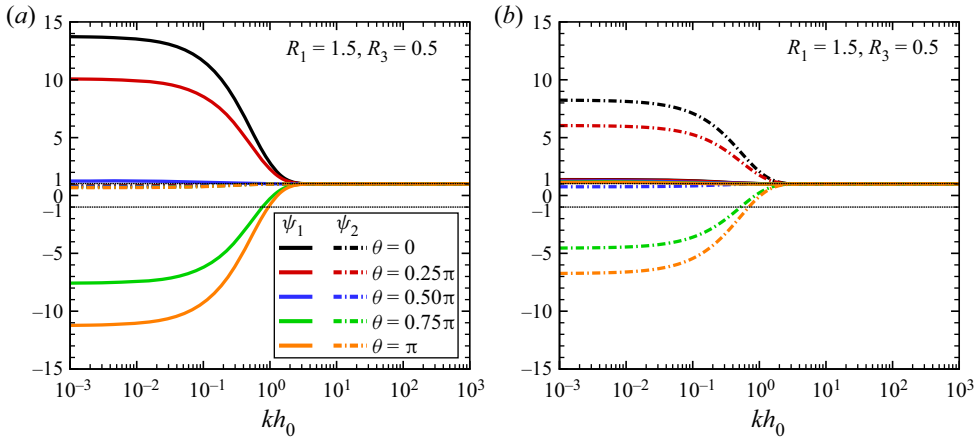 (a)
R₁ = 1.5, R₃ = 0.5
15
10
5
1
0
−1
−5
−10
−15
10⁻³ 10⁻² 10⁻¹ 10⁰ 10¹ 10² 10³
kh₀
ψ₁ ψ₂
θ = 0
θ = 0.25π
θ = 0.50π
θ = 0.75π
θ = π
(b)
R₁ = 1.5, R₃ = 0.5
15
10
5
1
0
−1
−5
−10
−15
10⁻³ 10⁻² 10⁻¹ 10⁰ 10¹ 10² 10³
kh₀